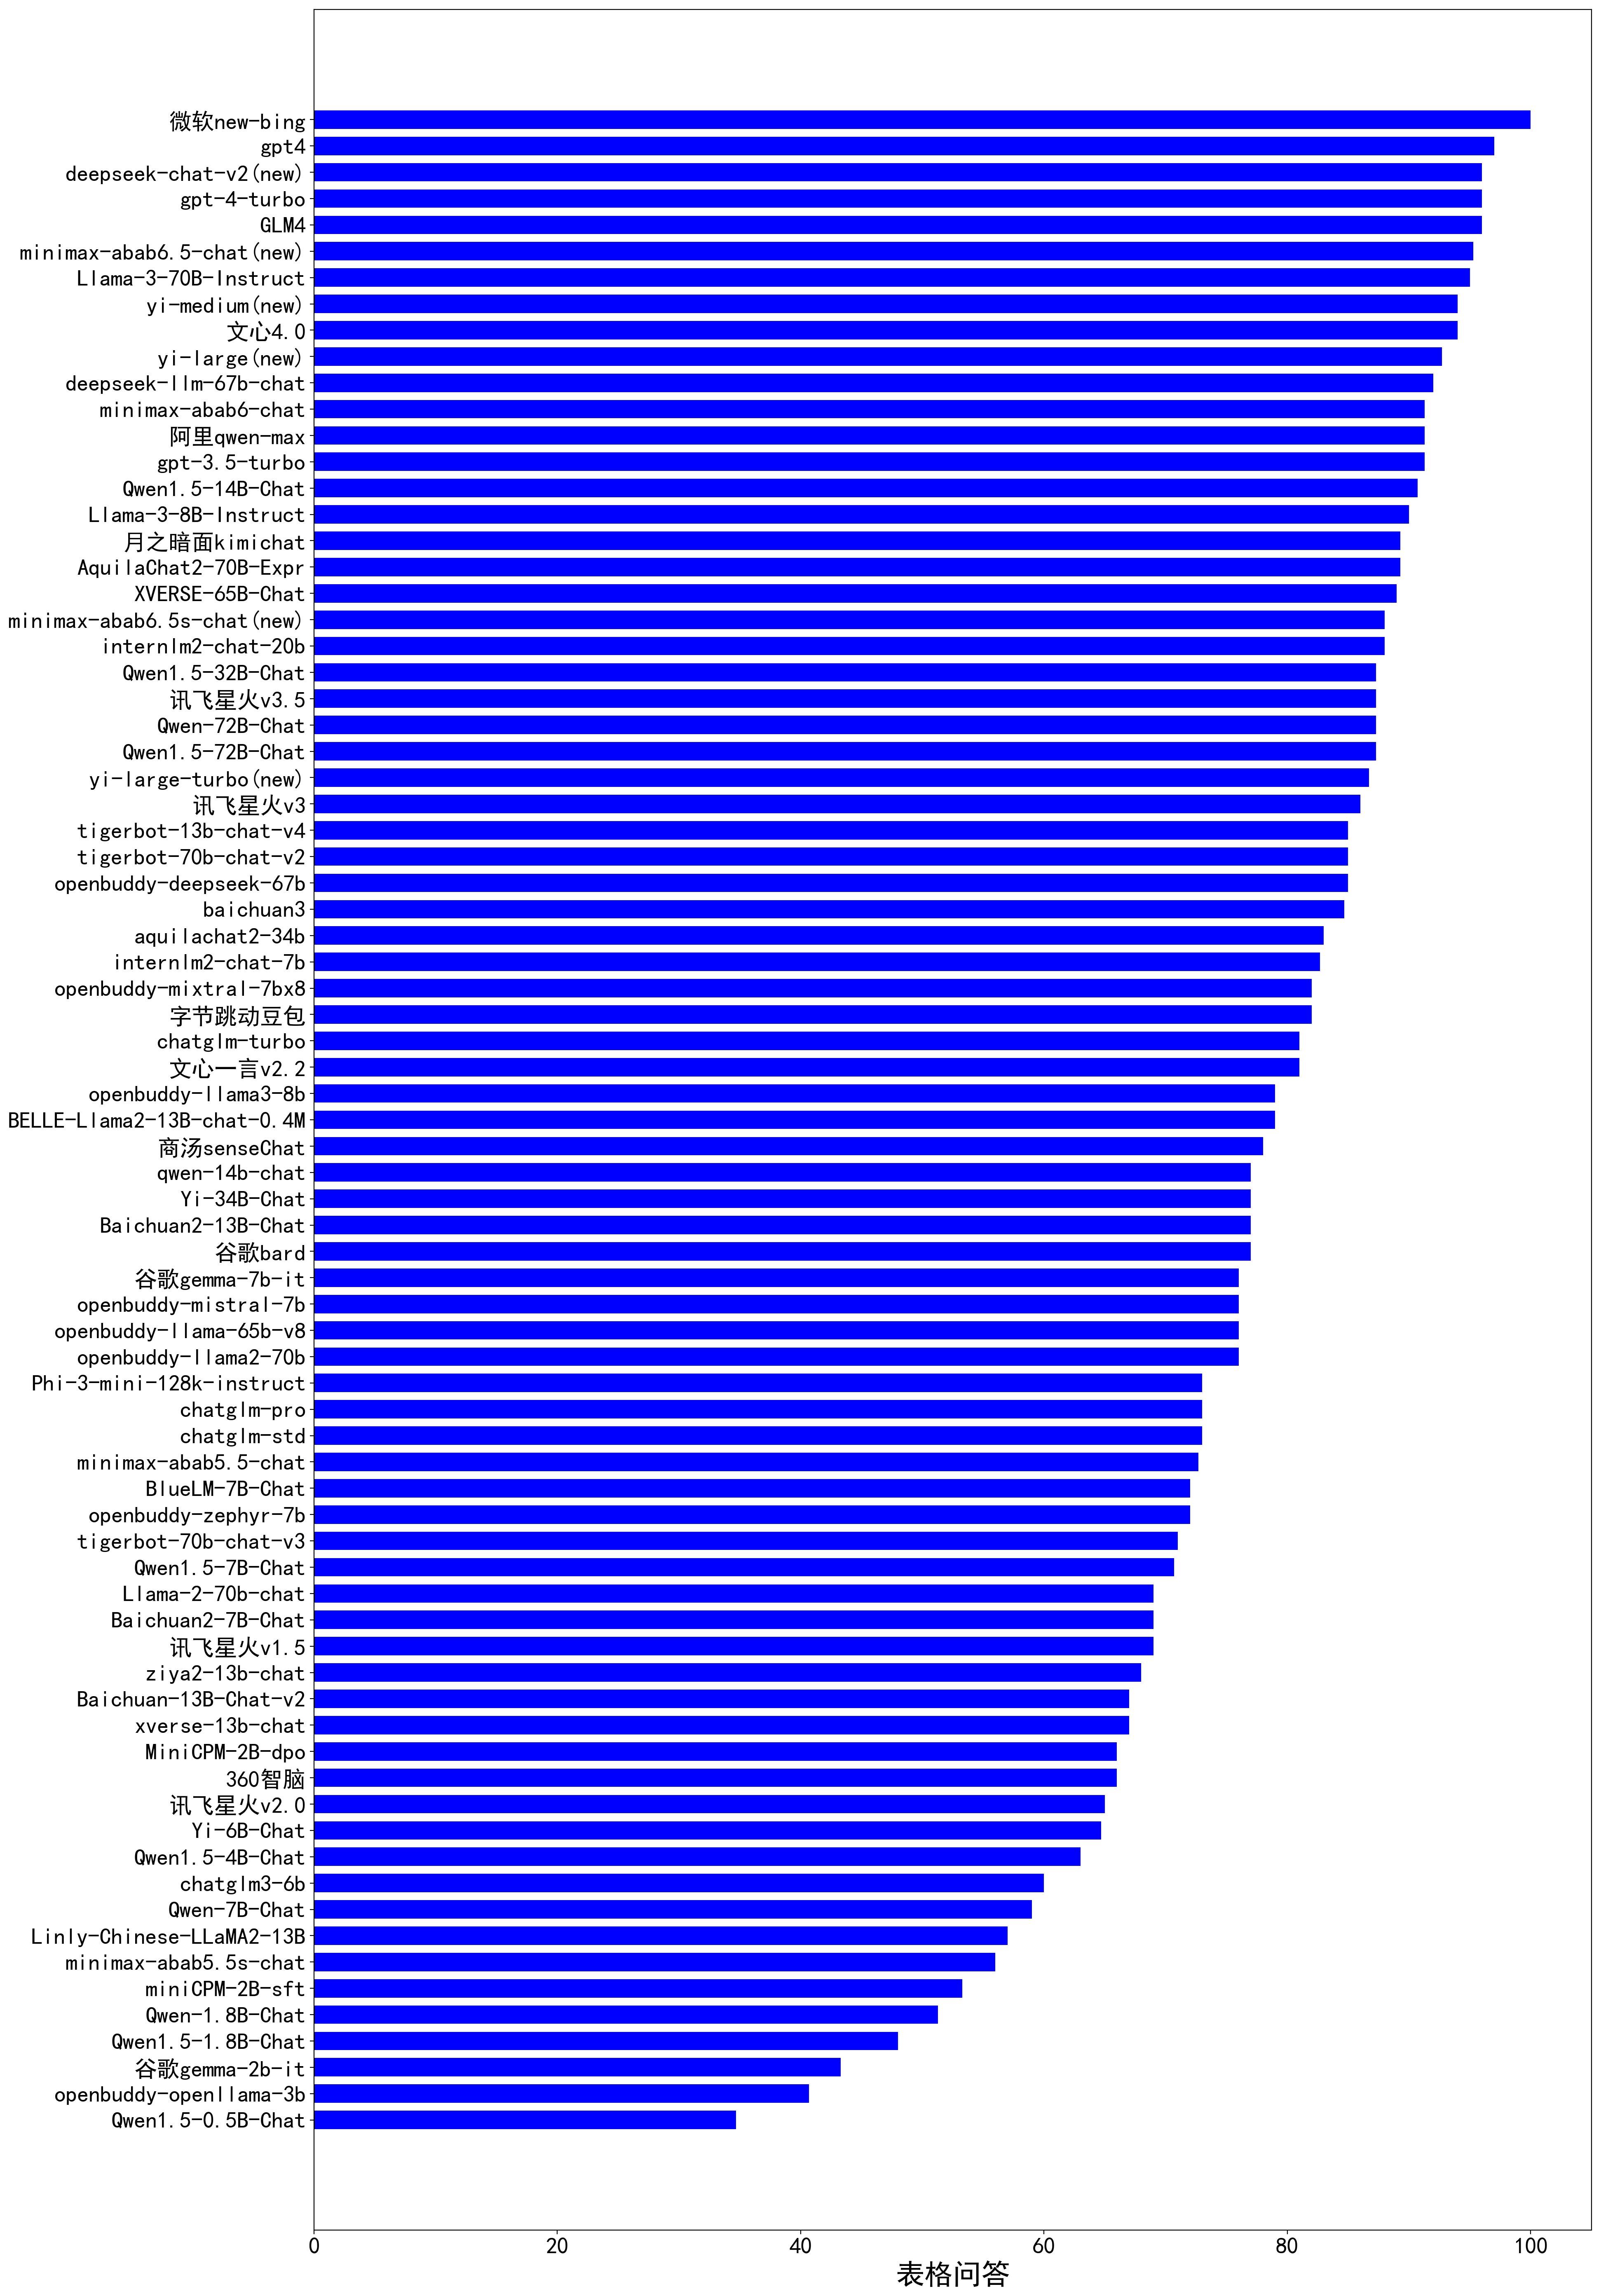 微软new-bing
gpt4
deepseek-chat-v2(new)
gpt-4-turbo
GLM4
minimax-abab6.5-chat(new)
Llama-3-70B-Instruct
yi-medium(new)
文心4.0
yi-large(new)
deepseek-llm-67b-chat
minimax-abab6-chat
阿里qwen-max
gpt-3.5-turbo
Qwen1.5-14B-Chat
Llama-3-8B-Instruct
月之暗面kimichat
AquilaChat2-70B-Expr
XVERSE-65B-Chat
minimax-abab6.5s-chat(new)
internlm2-chat-20b
Qwen1.5-32B-Chat
讯飞星火v3.5
Qwen-72B-Chat
Qwen1.5-72B-Chat
yi-large-turbo(new)
讯飞星火v3
tigerbot-13b-chat-v4
tigerbot-70b-chat-v2
openbuddy-deepseek-67b
baichuan3
aquilachat2-34b
internlm2-chat-7b
openbuddy-mixtral-7bx8
字节跳动豆包
chatglm-turbo
文心一言v2.2
openbuddy-llama3-8b
BELLE-Llama2-13B-chat-0.4M
商汤senseChat
qwen-14b-chat
Yi-34B-Chat
Baichuan2-13B-Chat
谷歌bard
谷歌gemma-7b-it
openbuddy-mistral-7b
openbuddy-llama-65b-v8
openbuddy-llama2-70b
Phi-3-mini-128k-instruct
chatglm-pro
chatglm-std
minimax-abab5.5-chat
BlueLM-7B-Chat
openbuddy-zephyr-7b
tigerbot-70b-chat-v3
Qwen1.5-7B-Chat
Llama-2-70b-chat
Baichuan2-7B-Chat
讯飞星火v1.5
ziya2-13b-chat
Baichuan-13B-Chat-v2
xverse-13b-chat
MiniCPM-2B-dpo
360智脑
讯飞星火v2.0
Yi-6B-Chat
Qwen1.5-4B-Chat
chatglm3-6b
Qwen-7B-Chat
Linly-Chinese-LLaMA2-13B
minimax-abab5.5s-chat
miniCPM-2B-sft
Qwen-1.8B-Chat
Qwen1.5-1.8B-Chat
谷歌gemma-2b-it
openbuddy-openllama-3b
Qwen1.5-0.5B-Chat
0 20 40 60 80 100
表格问答